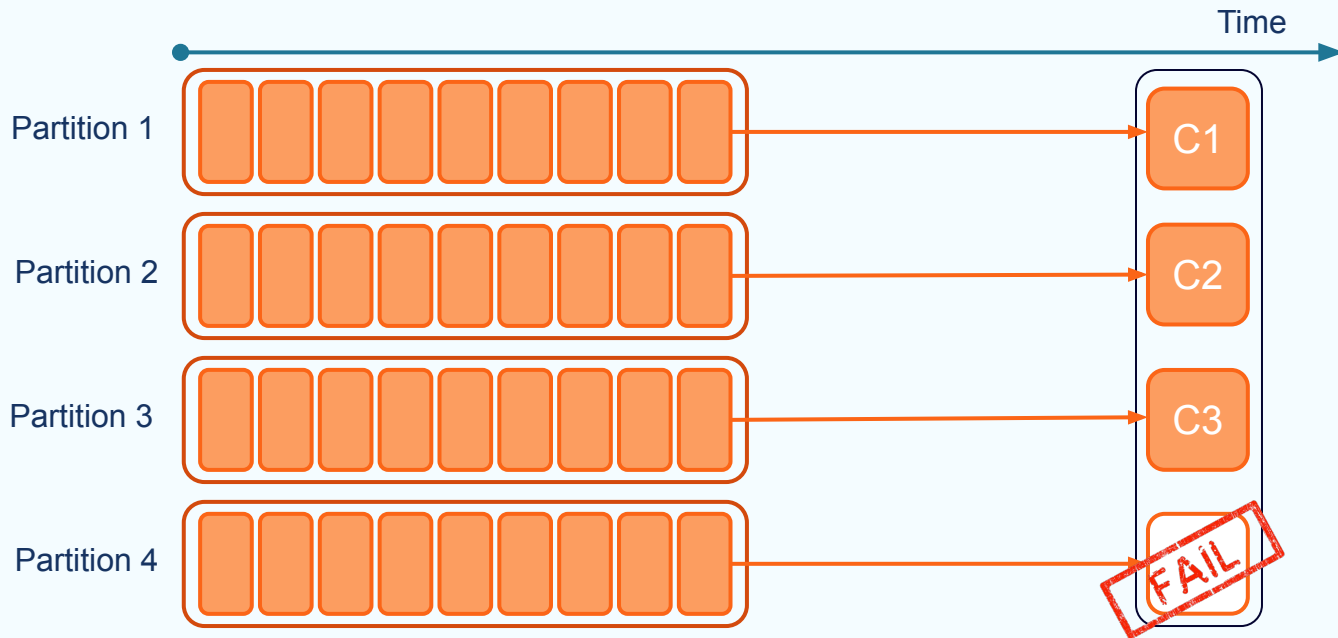 Time
Partition 1
C1
Partition 2
C2
Partition 3
C3
Partition 4
FAIL